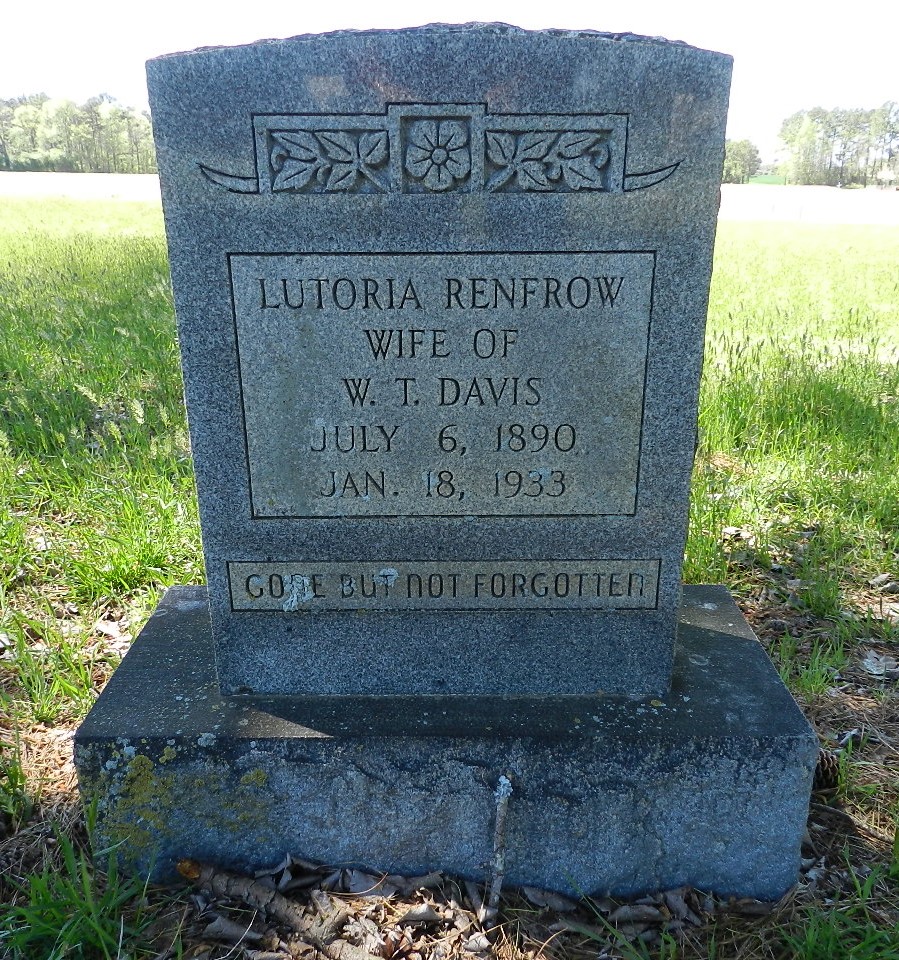 LUTORIA RENFROW
WIFE OF
W. T. DAVIS
JULY 6, 1890
JAN. 18, 1933
GONE BUT NOT FORGOTTEN